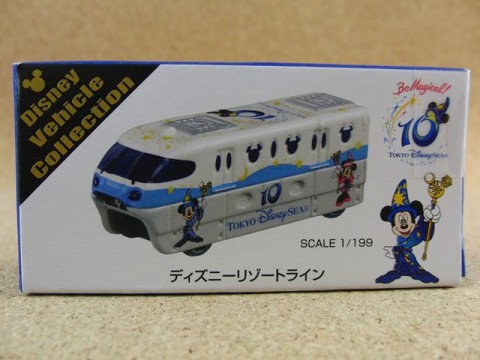 Disney
Vehicle
Collection
Be Magical!
10
TOKYO DisneySEA
10
TOKYO DisneySEA
SCALE 1/199
ディズニーリゾートライン